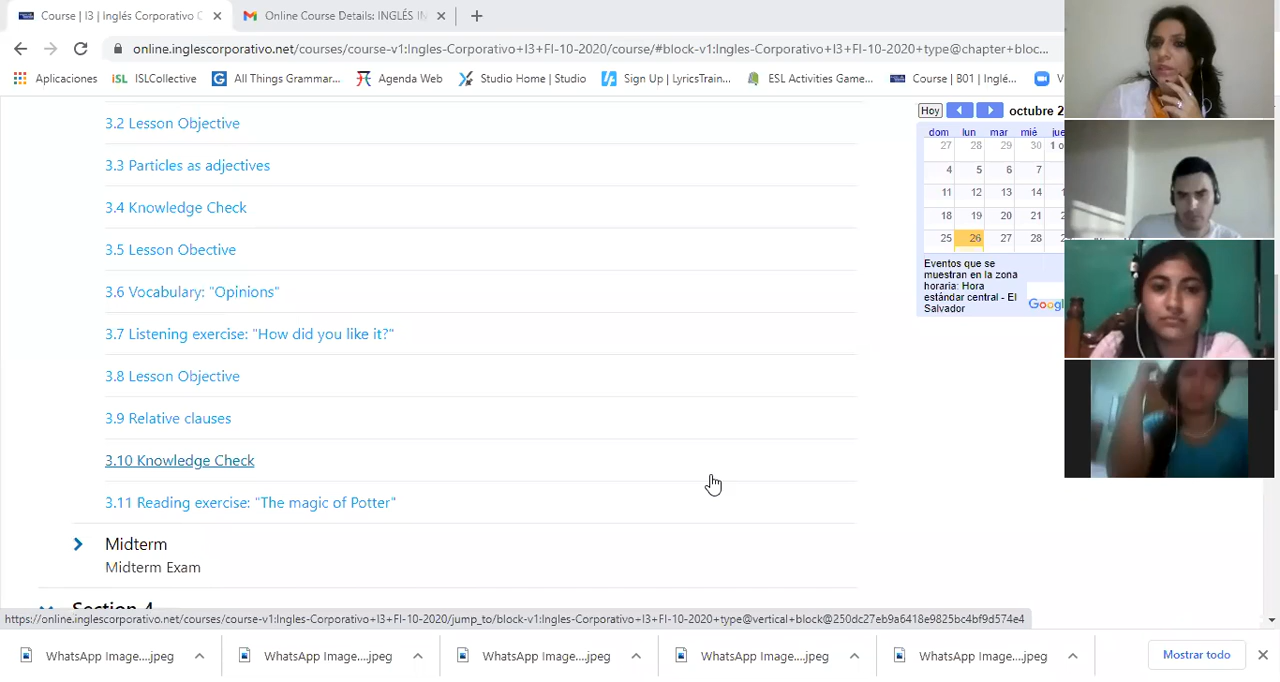 Course | I3 | Inglés Corporativo C
Online Course Details: INGLÉS IN
online.inglescorporativo.net/courses/course-v1:Ingles-Corporativo+I3+FI-10-2020/course/#block-v1:Ingles-Corporativo+I3+FI-10-2020+type@chapter+bloc...
Aplicaciones
iSL ISLCollective
All Things Grammar...
Agenda Web
Studio Home | Studio
Sign Up | LyricsTrain...
ESL Activities Game...
Course | B01 | Inglé...
3.2 Lesson Objective
3.3 Particles as adjectives
3.4 Knowledge Check
3.5 Lesson Obective
3.6 Vocabulary: "Opinions"
3.7 Listening exercise: "How did you like it?"
3.8 Lesson Objective
3.9 Relative clauses
3.10 Knowledge Check
3.11 Reading exercise: "The magic of Potter"
Midterm
Midterm Exam
Section 4
Hoy octubre 2
dom lun mar mié jue
27 28 29 30 1 o
4 5 6 7
11 12 13 14
18 19 20 21
25 26 27 28
Eventos que se
muestran en la zona
horaria: Hora
estándar central - El
Salvador
Googl
https://online.inglescorporativo.net/courses/course-v1:Ingles-Corporativo+I3+FI-10-2020/jump_to/block-v1:Ingles-Corporativo+I3+FI-10-2020+type@vertical+block@250dc27eb9a6418e9825bc4bf9d574e4
WhatsApp Image....jpeg
WhatsApp Image....jpeg
WhatsApp Image....jpeg
WhatsApp Image....jpeg
WhatsApp Image....jpeg
Mostrar todo